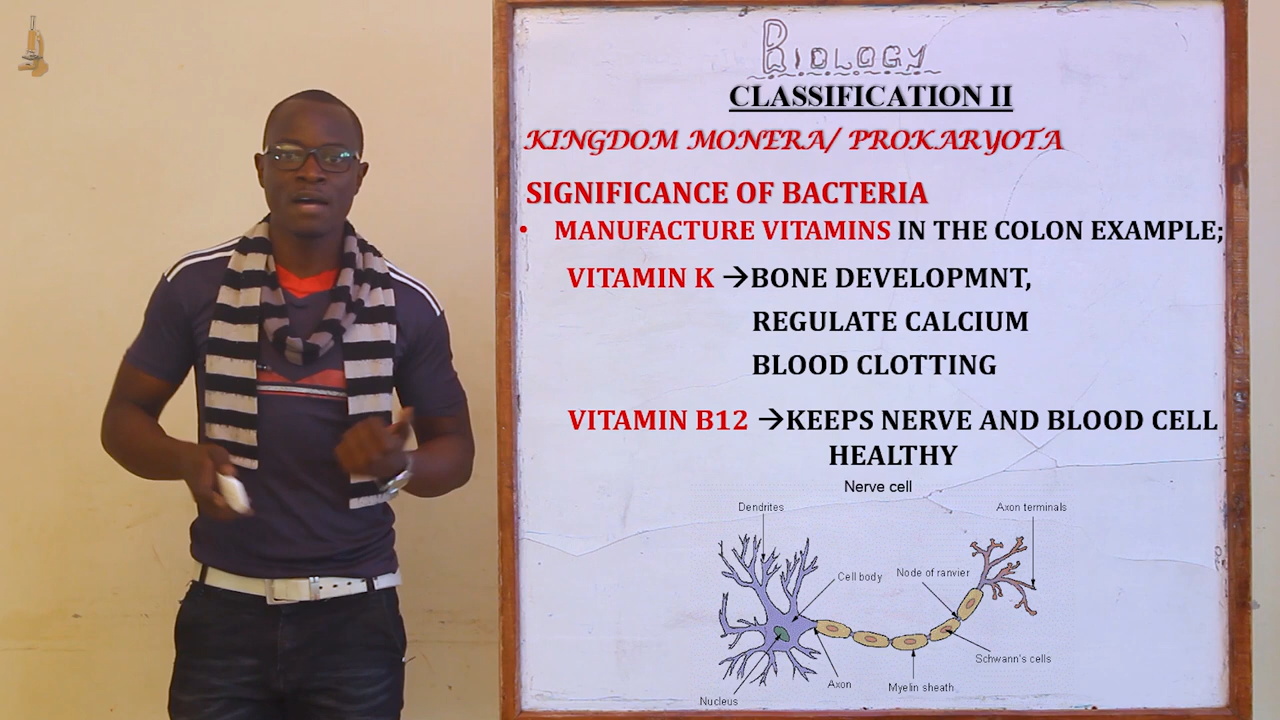 BIOLOGY
CLASSIFICATION II
KINGDOM MONERA/ PROKARYOTA
SIGNIFICANCE OF BACTERIA
• MANUFACTURE VITAMINS IN THE COLON EXAMPLE;
VITAMIN K →BONE DEVELOPMNT,
REGULATE CALCIUM
BLOOD CLOTTING
VITAMIN B12 →KEEPS NERVE AND BLOOD CELL
HEALTHY
Nerve cell
Dendrites
Axon terminals
Cell body
Node of ranvier
Schwann's cells
Axon
Myelin sheath
Nucleus